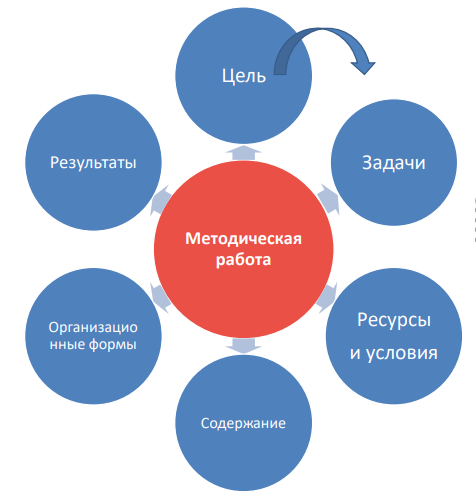 Цель
Задачи
Ресурсы
и условия
Содержание
Организацио
нные формы
Результаты
Методическая
работа